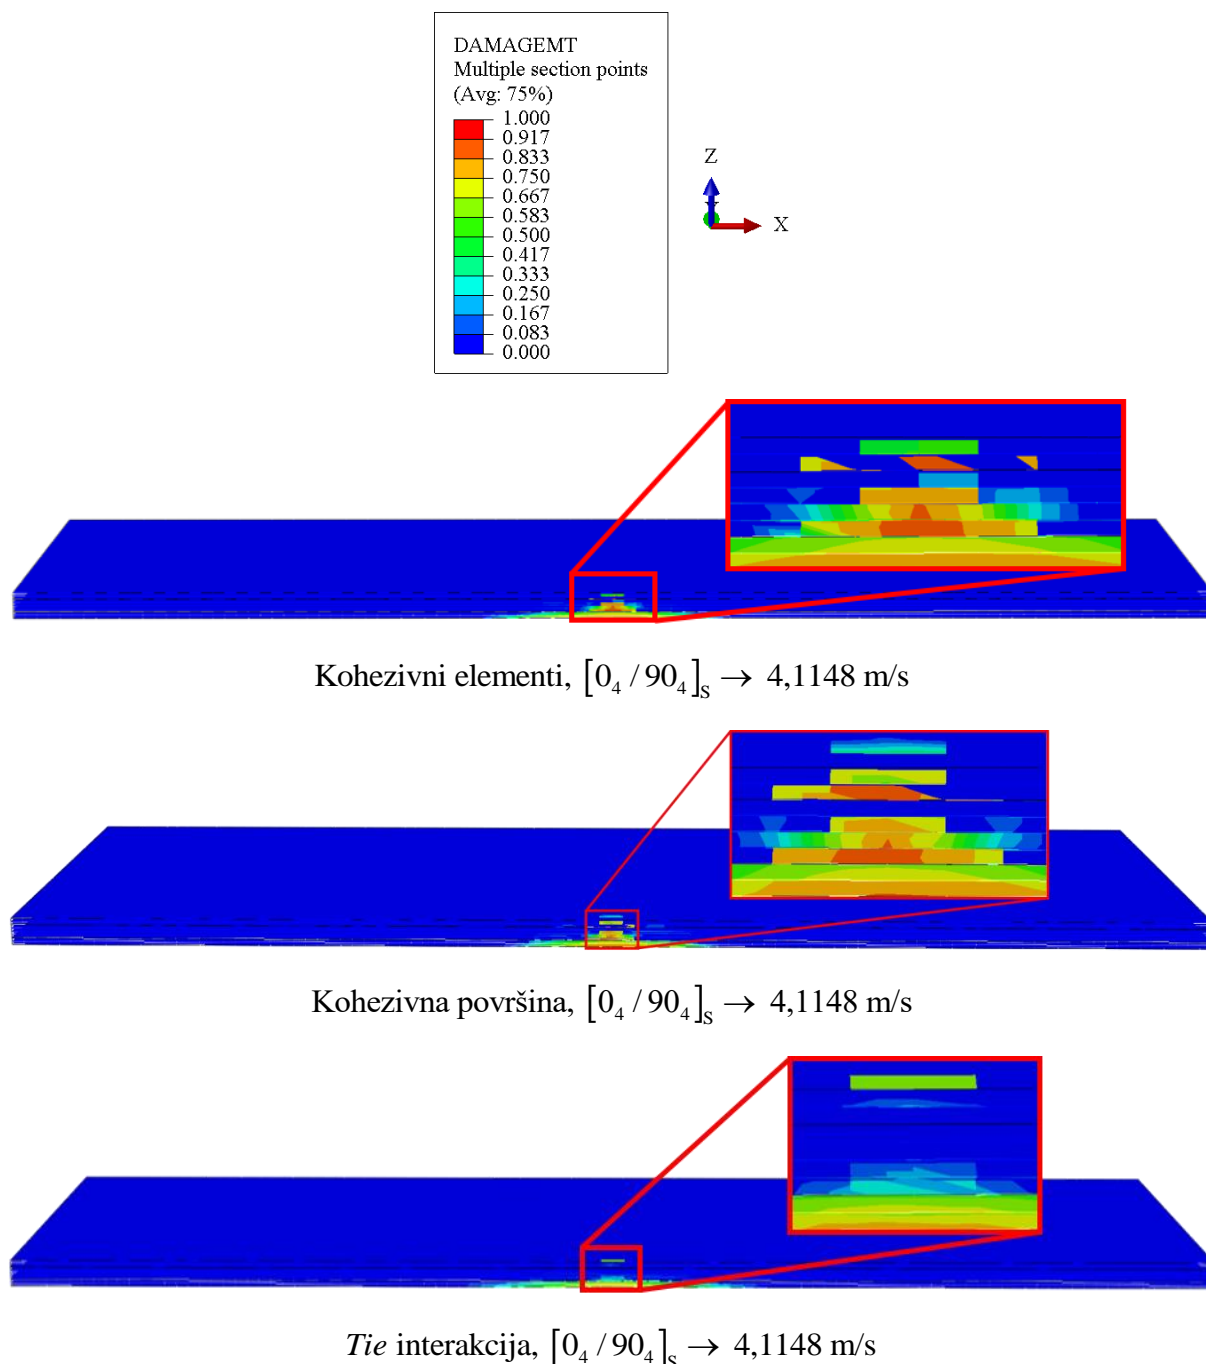 DAMAGEMT
Multiple section points
(Avg: 75%)
1.000
0.917
0.833
0.750
0.667
0.583
0.500
0.417
0.333
0.250
0.167
0.083
0.000
Z
Y
X
Kohezivni elementi, [0₄ / 90₄]ₛ → 4,1148 m/s
Kohezivna površina, [0₄ / 90₄]ₛ → 4,1148 m/s
Tie interakcija, [0₄ / 90₄]ₛ → 4,1148 m/s